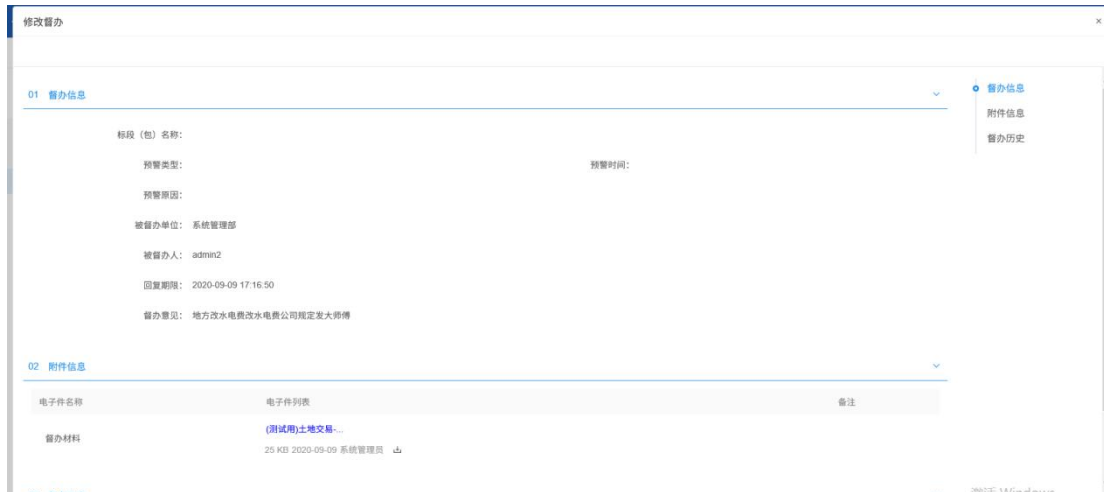 修改督办
×
01 督办信息
督办信息
附件信息
督办历史
标段（包）名称：
预警类型： 预警时间：
预警原因：
被督办单位： 系统管理部
被督办人： admin2
回复期限： 2020-09-09 17:16:50
督办意见： 地方改水电费改水电费公司规定发大师傅
02 附件信息
电子件名称 电子件列表 备注
督办材料
(测试用)土地交易-...
25 KB 2020-09-09 系统管理员
激活 Windows